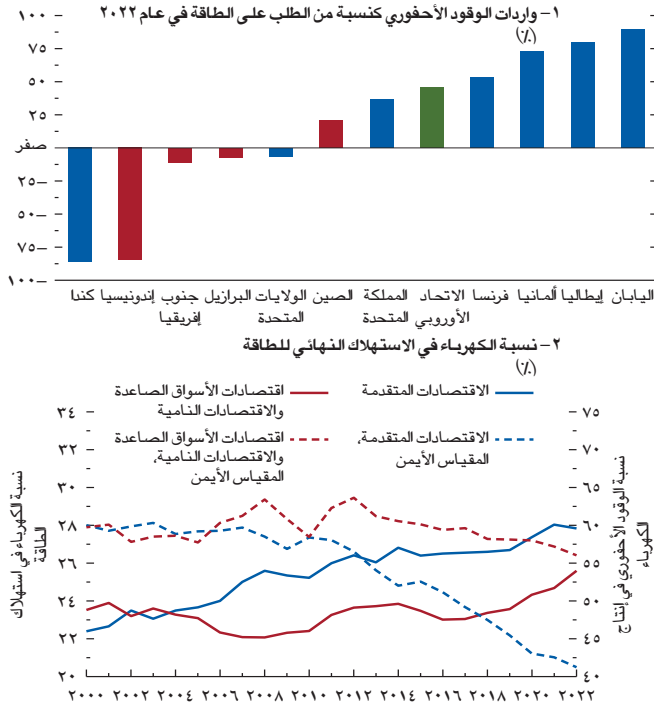 ١– واردات الوقود الأحفوري كنسبة من الطلب على الطاقة في عام ٢٠٢٢
(٪)
١٠٠
٧٥
٥٠
٢٥
صفر
٢٥–
٥٠–
٧٥–
١٠٠–
كندا إندونيسيا جنوب إفريقيا البرازيل الولايات المتحدة الصين المملكة المتحدة الاتحاد الأوروبي فرنسا ألمانيا إيطاليا اليابان
٢– نسبة الكهرباء في الاستهلاك النهائي للطاقة
(٪)
الاقتصادات المتقدمة
اقتصادات الأسواق الصاعدة
والاقتصادات النامية
الاقتصادات المتقدمة،
المقياس الأيمن
اقتصادات الأسواق الصاعدة
والاقتصادات النامية،
المقياس الأيمن
نسبة الكهرباء في استهلاك
الطاقة
٣٤
٣٢
٣٠
٢٨
٢٦
٢٤
٢٢
٢٠
٧٥
٧٠
٦٥
٦٠
٥٥
٥٠
٤٥
٤٠
نسبة الوقود الأحفوري في إنتاج
الكهرباء
٢٠٠٠ ٢٠٠٢ ٢٠٠٤ ٢٠٠٦ ٢٠٠٨ ٢٠١٠ ٢٠١٢ ٢٠١٤ ٢٠١٦ ٢٠١٨ ٢٠٢٠ ٢٠٢٢